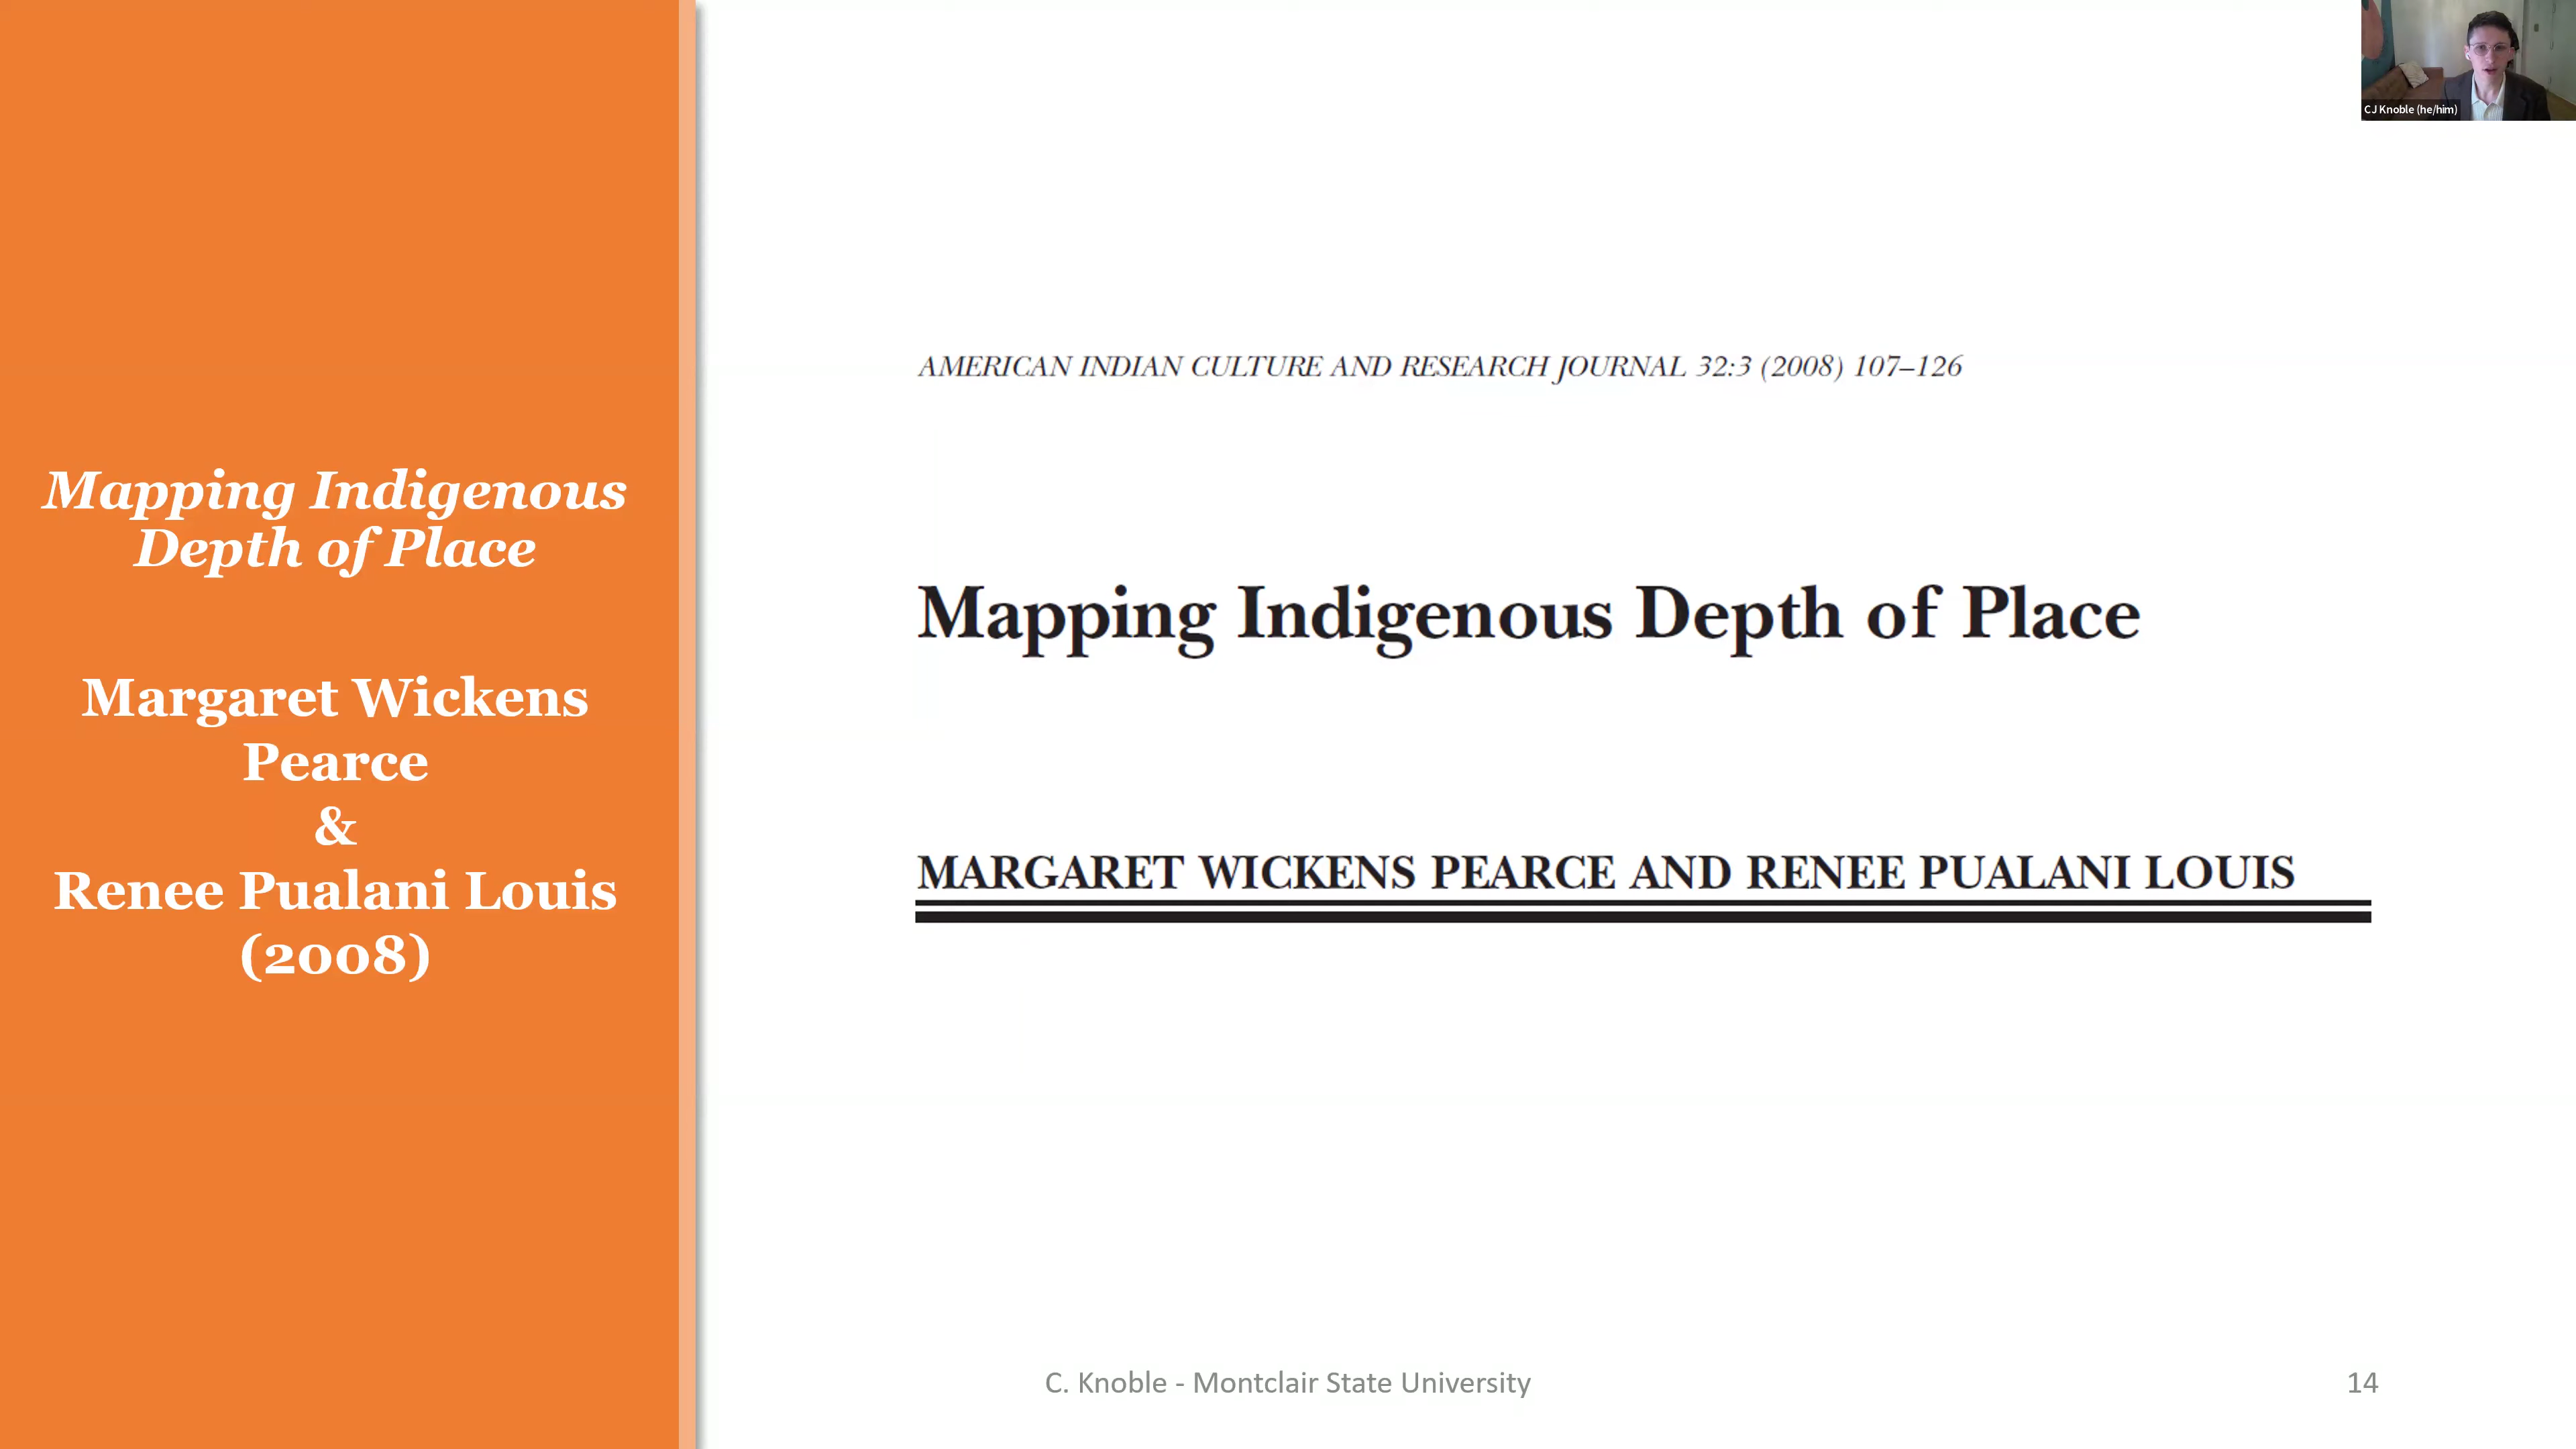 Mapping Indigenous
Depth of Place
Margaret Wickens
Pearce
&
Renee Pualani Louis
(2008)
AMERICAN INDIAN CULTURE AND RESEARCH JOURNAL 32:3 (2008) 107–126
Mapping Indigenous Depth of Place
MARGARET WICKENS PEARCE AND RENEE PUALANI LOUIS
C. Knoble - Montclair State University
14
CJ Knoble (he/him)